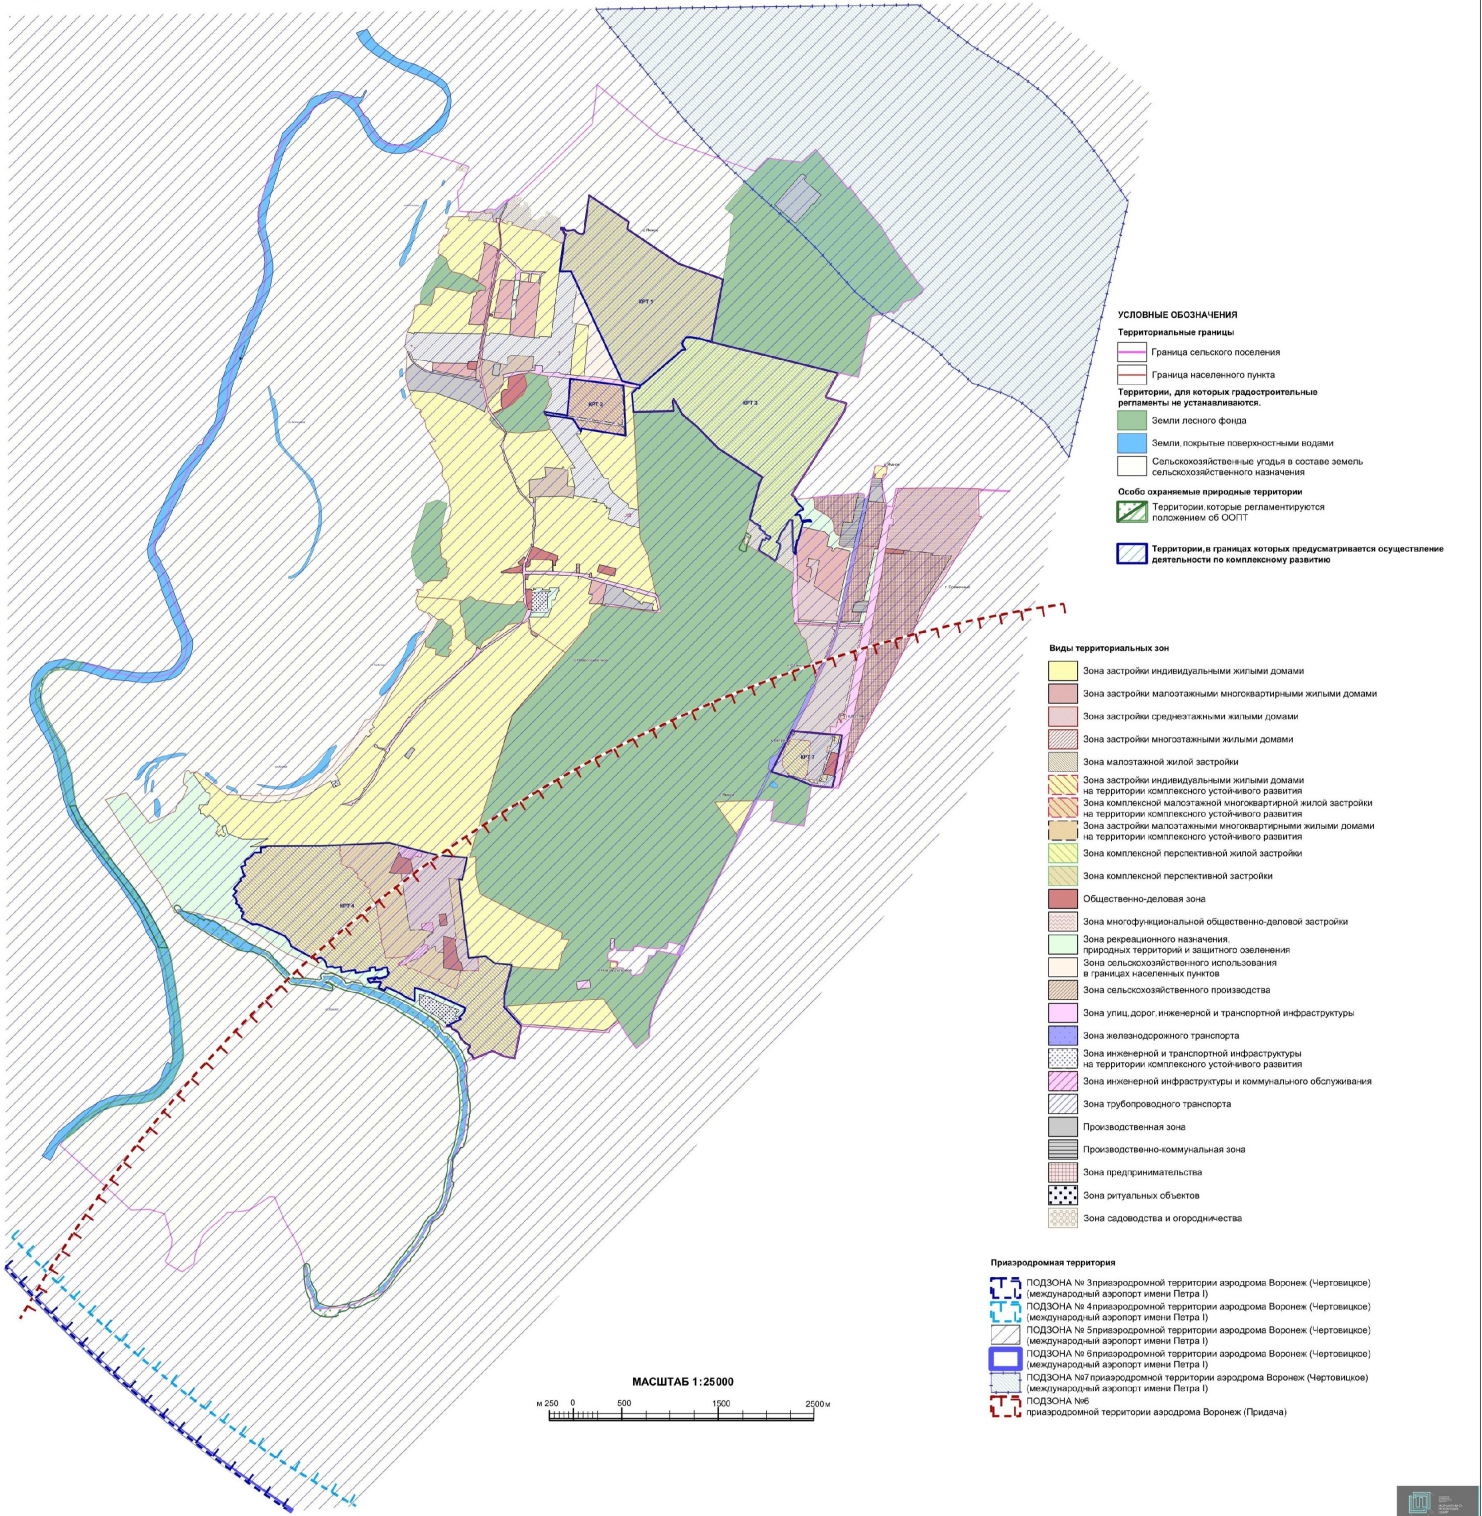 КРТ 5
КРТ 2
КРТ 3
КРТ 4
УСЛОВНЫЕ ОБОЗНАЧЕНИЯ
Территориальные границы
Граница сельского поселения
Граница населенного пункта
Территории, для которых градостроительные
регламенты не устанавливаются.
Земли лесного фонда
Земли, покрытые поверхностными водами
Сельскохозяйственные угодья в составе земель
сельскохозяйственного назначения
Особо охраняемые природные территории
Территории, которые регламентируются
положением об ООПТ
Территории, в границах которых предусматривается осуществление
деятельности по комплексному развитию
Виды территориальных зон
Зона застройки индивидуальными жилыми домами
Зона застройки малоэтажными многоквартирными жилыми домами
Зона застройки среднеэтажными жилыми домами
Зона застройки многоэтажными жилыми домами
Зона малоэтажной жилой застройки
Зона застройки индивидуальными жилыми домами
на территории комплексного устойчивого развития
Зона комплексной малоэтажной многоквартирной жилой застройки
на территории комплексного устойчивого развития
Зона застройки малоэтажными многоквартирными жилыми домами
на территории комплексного устойчивого развития
Зона комплексной перспективной жилой застройки
Зона комплексной перспективной застройки
Общественно-деловая зона
Зона многофункциональной общественно-деловой застройки
Зона рекреационного назначения,
природных территорий и защитного озеленения
Зона сельскохозяйственного использования
в границах населенных пунктов
Зона сельскохозяйственного производства
Зона улиц, дорог, инженерной и транспортной инфраструктуры
Зона железнодорожного транспорта
Зона инженерной и транспортной инфраструктуры
на территории комплексного устойчивого развития
Зона инженерной инфраструктуры и коммунального обслуживания
Зона трубопроводного транспорта
Производственная зона
Производственно-коммунальная зона
Зона предпринимательства
Зона ритуальных объектов
Зона садоводства и огородничества
Приаэродромная территория
ПОДЗОНА № 3приаэродромной территории аэродрома Воронеж (Чертовицкое)
(международный аэропорт имени Петра I)
ПОДЗОНА № 4приаэродромной территории аэродрома Воронеж (Чертовицкое)
(международный аэропорт имени Петра I)
ПОДЗОНА № 5приаэродромной территории аэродрома Воронеж (Чертовицкое)
(международный аэропорт имени Петра I)
ПОДЗОНА № 6приаэродромной территории аэродрома Воронеж (Чертовицкое)
(международный аэропорт имени Петра I)
ПОДЗОНА №7приаэродромной территории аэродрома Воронеж (Чертовицкое)
(международный аэропорт имени Петра I)
ПОДЗОНА №6
приаэродромной территории аэродрома Воронеж (Придача)
МАСШТАБ 1:25000
м 250 0 500 1500 2500м